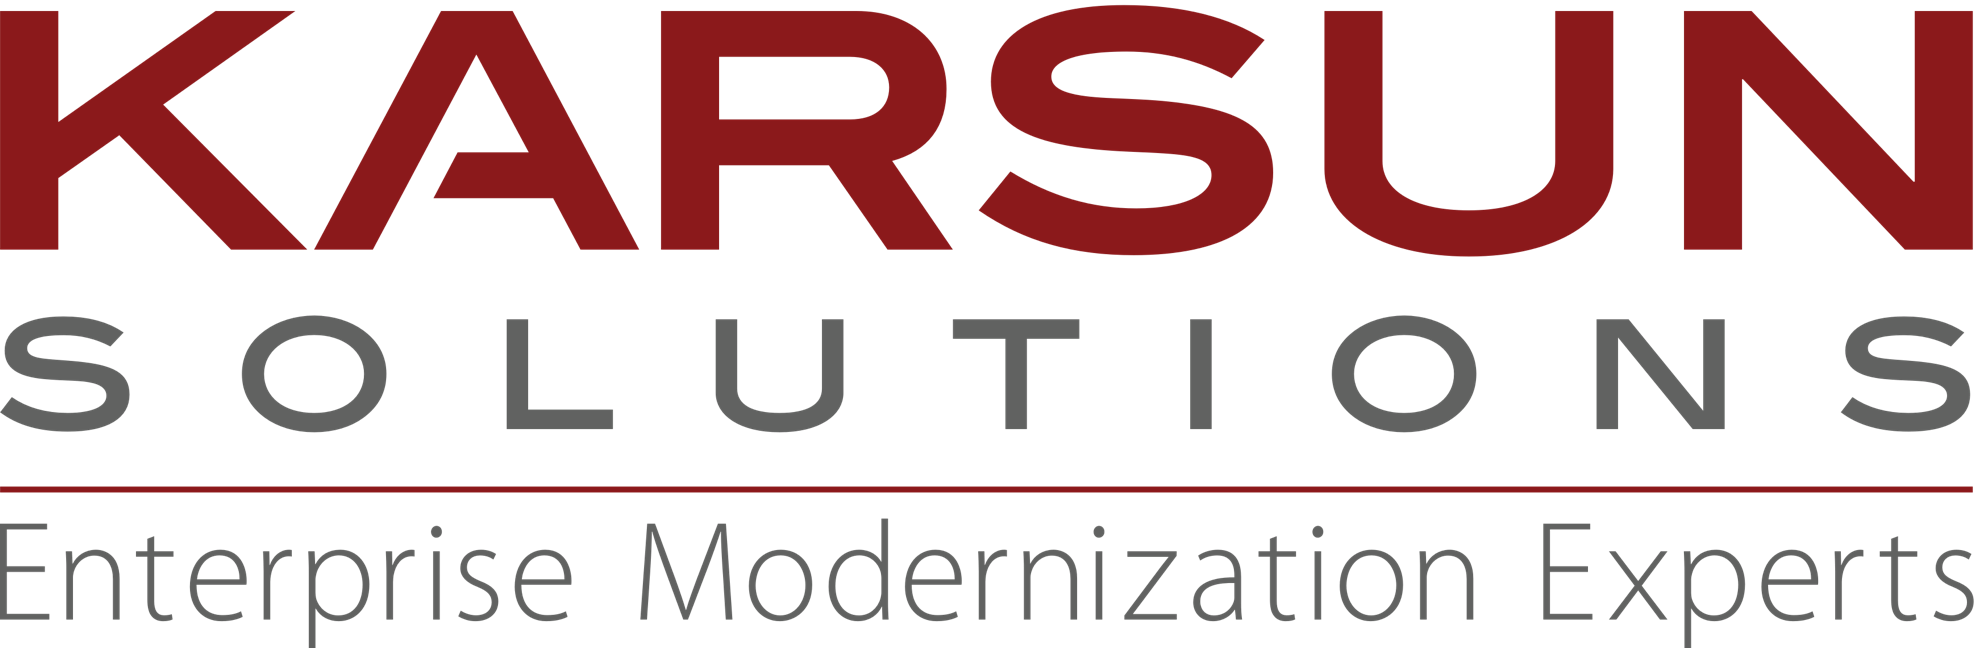 KARSUN
SOLUTIONS
Enterprise Modernization Experts